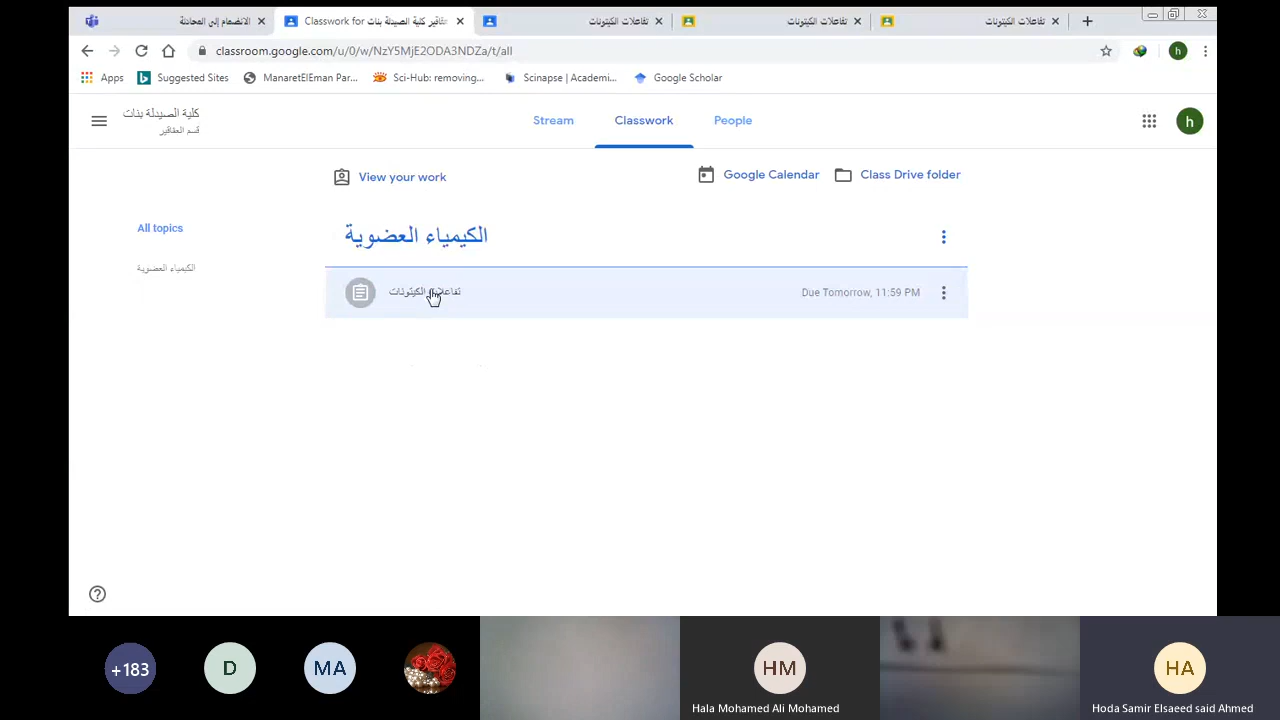 الانضمام إلى المحادثة
Classwork for كلية الصيدلة بنات
تفاعلات الكيتونات
تفاعلات الكيتونات
تفاعلات الكيتونات
classroom.google.com/u/0/w/NzY5MjE2ODA3NDZa/t/all
h
Apps
Suggested Sites
ManaretElEman Par...
Sci-Hub: removing...
Scinapse | Academi...
Google Scholar
كلية الصيدلة بنات
قسم العقاقير
Stream
Classwork
People
h
View your work
Google Calendar
Class Drive folder
All topics
الكيمياء العضوية
الكيمياء العضوية
تفاعلات الكيتونات
Due Tomorrow, 11:59 PM
+183
D
MA
HM
Hala Mohamed Ali Mohamed
HA
Hoda Samir Elsaeed said Ahmed